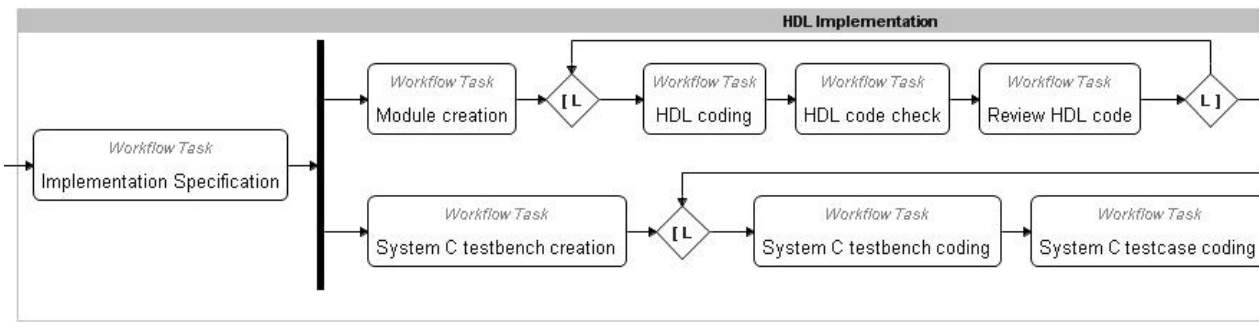 HDL Implementation
Workflow Task
Module creation
[ L
Workflow Task
HDL coding
Workflow Task
HDL code check
Workflow Task
Review HDL code
L ]
Workflow Task
Implementation Specification
Workflow Task
System C testbench creation
[ L
Workflow Task
System C testbench coding
Workflow Task
System C testcase coding